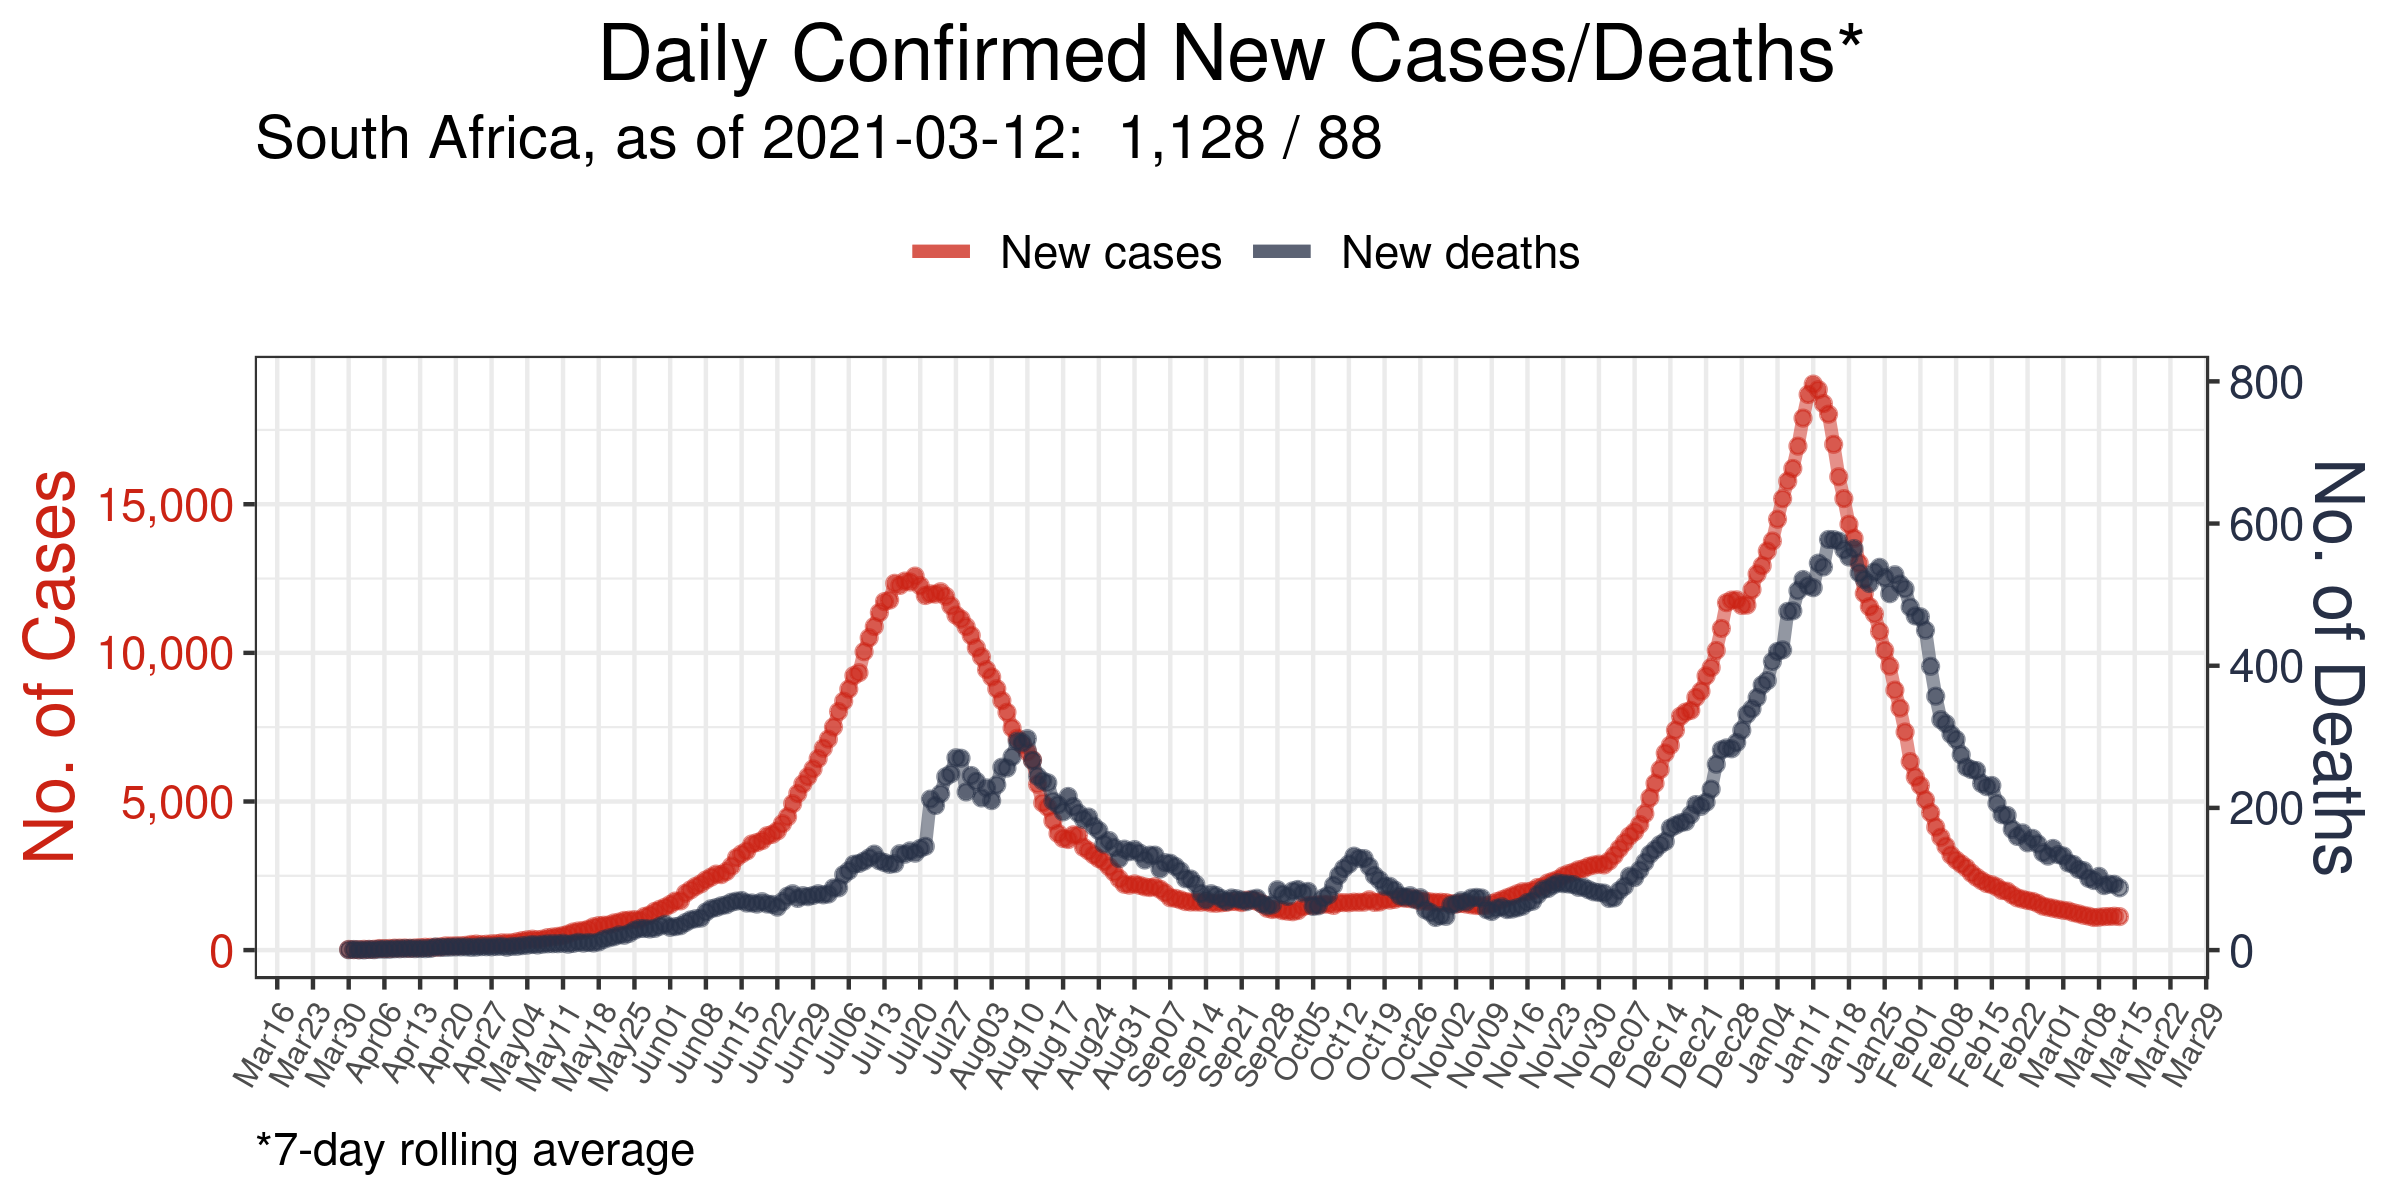 Daily Confirmed New Cases/Deaths*
South Africa, as of 2021-03-12:  1,128 / 88
New cases
New deaths
No. of Cases
15,000
10,000
5,000
0
800
600
400
200
0
No. of Deaths
Mar16
Mar23
Mar30
Apr06
Apr13
Apr20
Apr27
May04
May11
May18
May25
Jun01
Jun08
Jun15
Jun22
Jun29
Jul06
Jul13
Jul20
Jul27
Aug03
Aug10
Aug17
Aug24
Aug31
Sep07
Sep14
Sep21
Sep28
Oct05
Oct12
Oct19
Oct26
Nov02
Nov09
Nov16
Nov23
Nov30
Dec07
Dec14
Dec21
Dec28
Jan04
Jan11
Jan18
Jan25
Feb01
Feb08
Feb15
Feb22
Mar01
Mar08
Mar15
Mar22
Mar29
*7-day rolling average